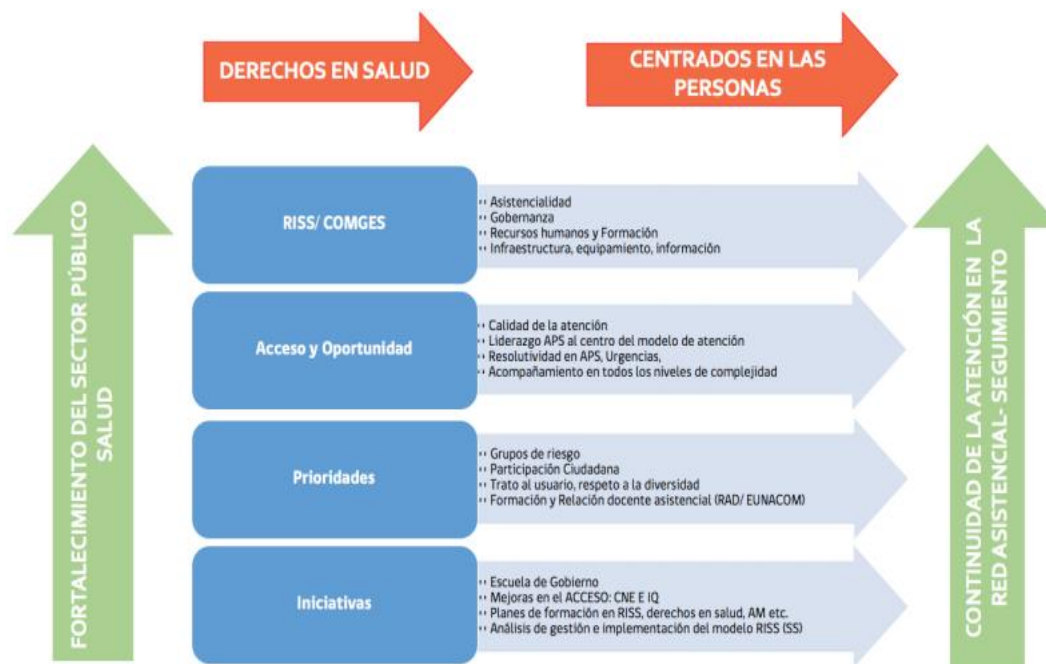 DERECHOS EN SALUD
CENTRADOS EN LAS
PERSONAS
FORTALECIMIENTO DEL SECTOR PÚBLICO
SALUD
RISS/ COMGES
Asistencialidad
Gobernanza
Recursos humanos y Formación
Infraestructura, equipamiento, información
Acceso y Oportunidad
Calidad de la atención
Liderazgo APS al centro del modelo de atención
Resolutividad en APS, Urgencias,
Acompañamiento en todos los niveles de complejidad
Prioridades
Grupos de riesgo
Participación Ciudadana
Trato al usuario, respeto a la diversidad
Formación y Relación docente asistencial (RAD/ EUNACOM)
Iniciativas
Escuela de Gobierno
Mejoras en el ACCESO: CNE E IQ
Planes de formación en RISS, derechos en salud, AM etc.
Análisis de gestión e implementación del modelo RISS (SS)
CONTINUIDAD DE LA ATENCIÓN EN LA
RED ASISTENCIAL- SEGUIMIENTO